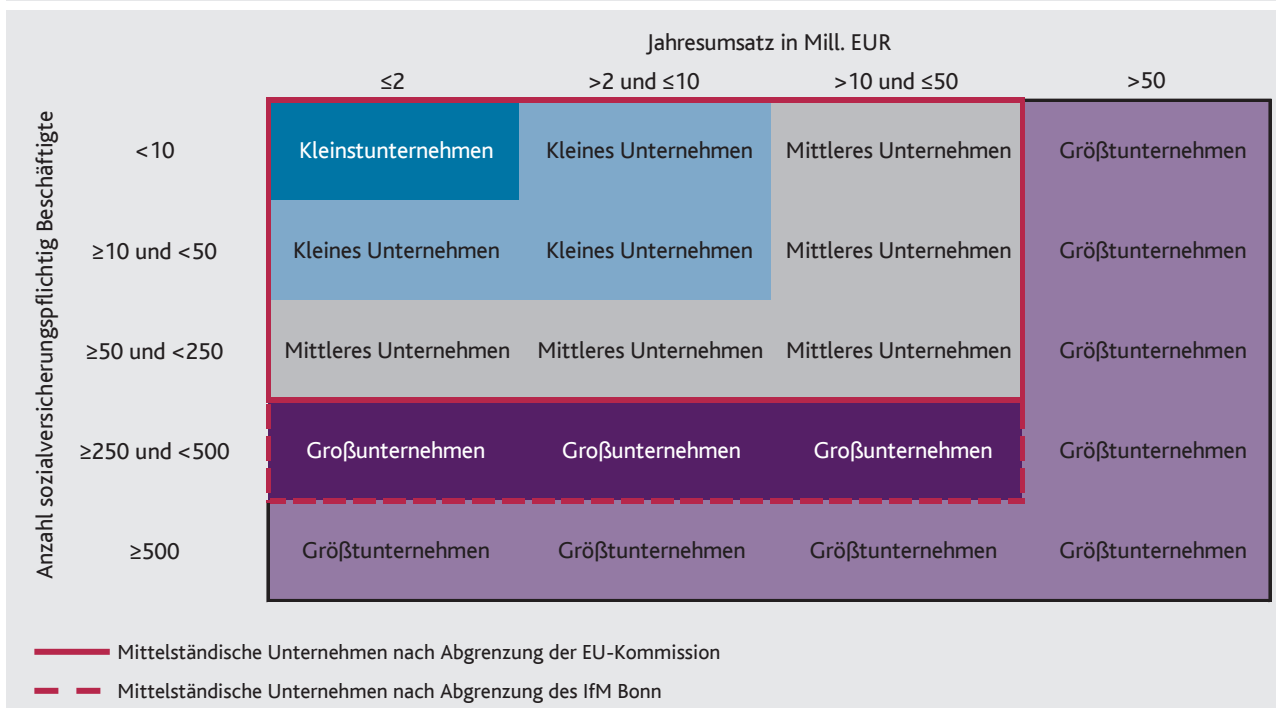 Jahresumsatz in Mill. EUR
≤2 >2 und ≤10 >10 und ≤50 >50
Anzahl sozialversicherungspflichtig Beschäftigte
<10 Kleinstunternehmen Kleines Unternehmen Mittleres Unternehmen Größtunternehmen
≥10 und <50 Kleines Unternehmen Kleines Unternehmen Mittleres Unternehmen Größtunternehmen
≥50 und <250 Mittleres Unternehmen Mittleres Unternehmen Mittleres Unternehmen Größtunternehmen
≥250 und <500 Großunternehmen Großunternehmen Großunternehmen Größtunternehmen
≥500 Größtunternehmen Größtunternehmen Größtunternehmen Größtunternehmen
Mittelständische Unternehmen nach Abgrenzung der EU-Kommission
Mittelständische Unternehmen nach Abgrenzung des IfM Bonn